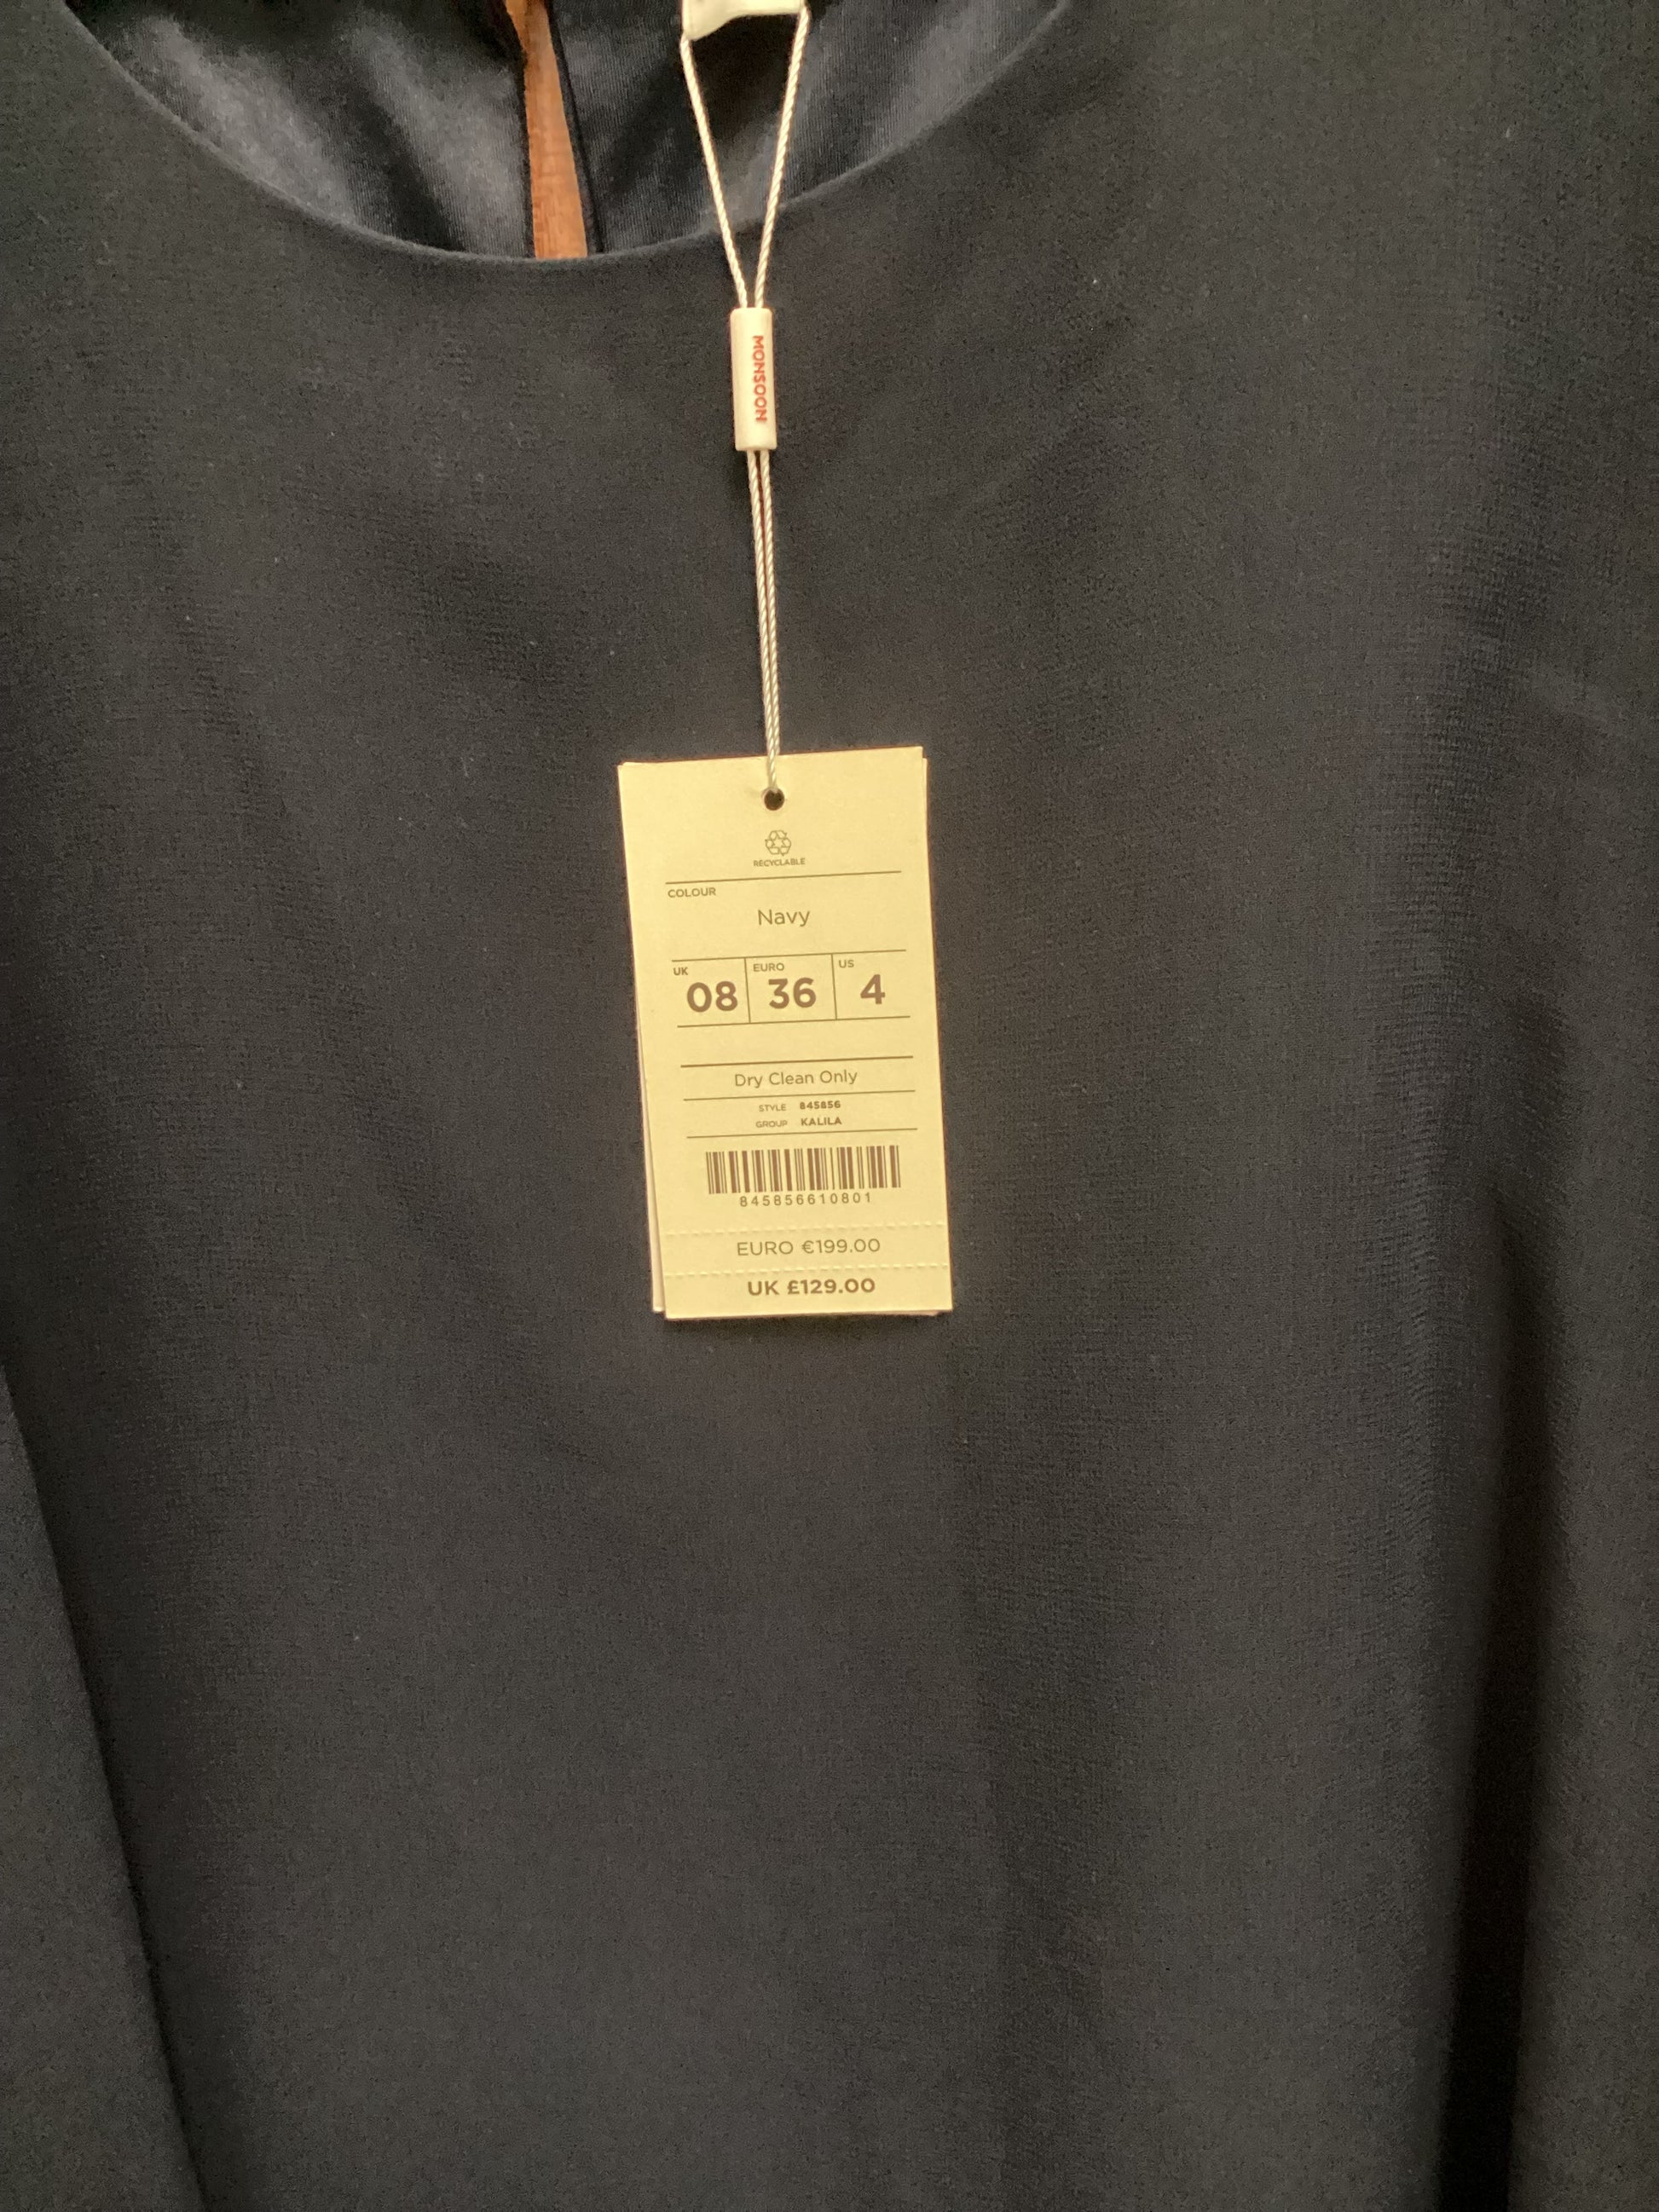 MONSOON
RECYCLABLE
COLOUR
Navy
UK EURO US
08 36 4
Dry Clean Only
STYLE 845856
GROUP KALILA
845856610801
EURO €199.00
UK £129.00